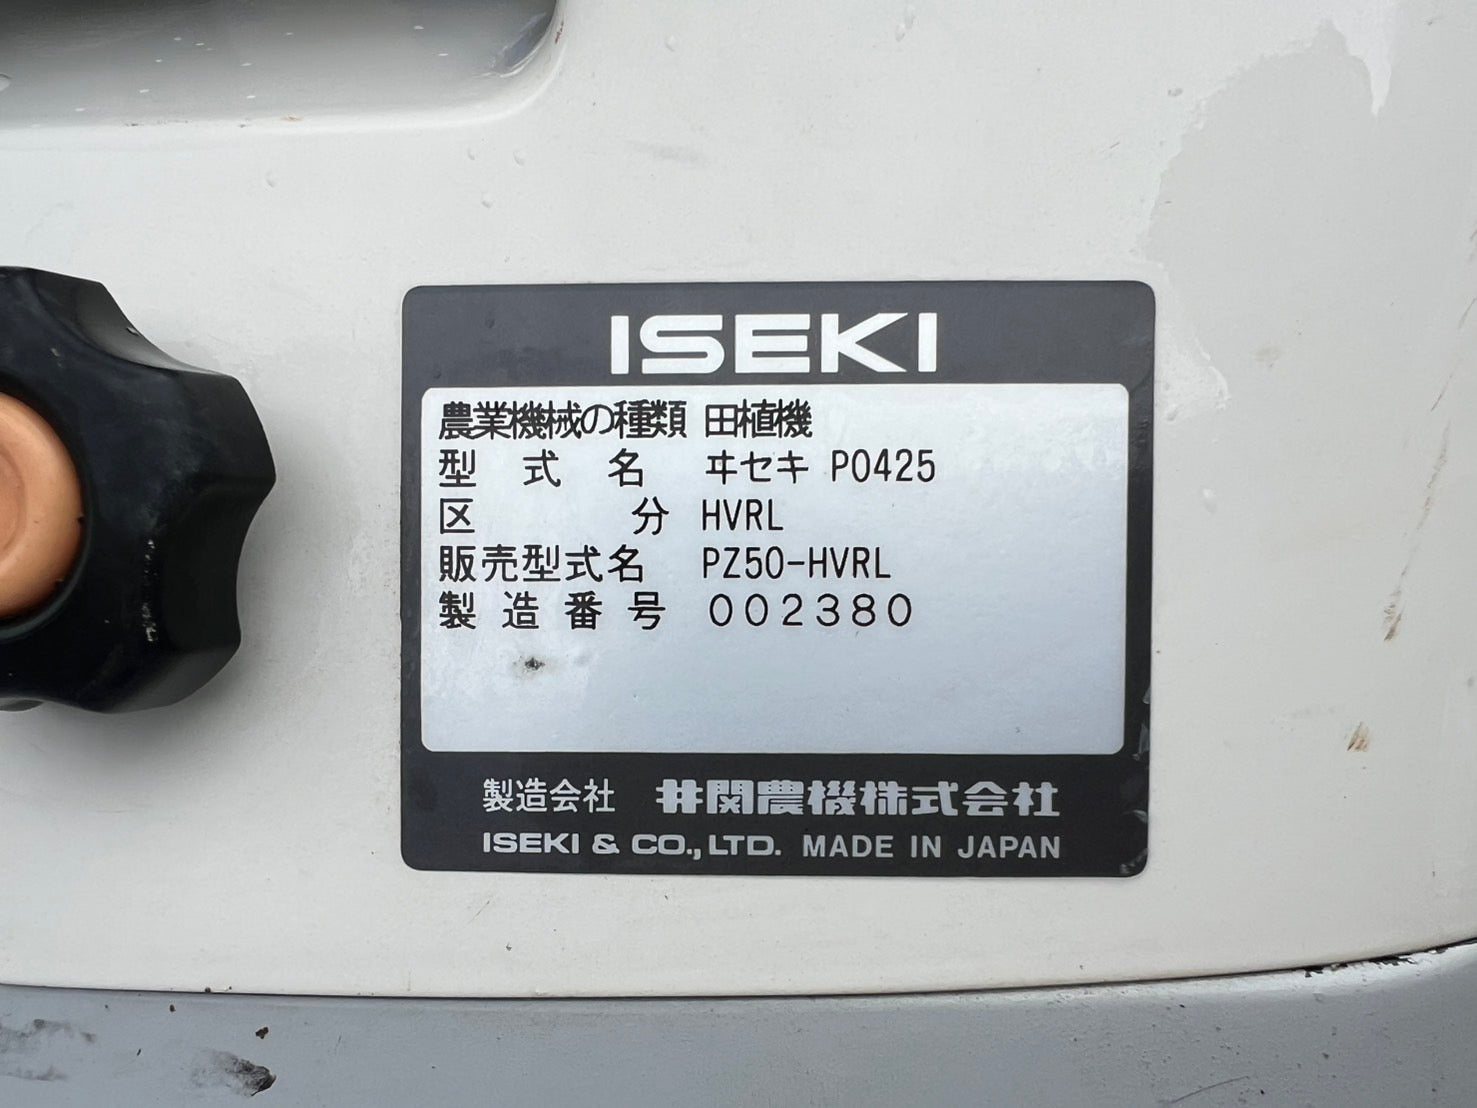 ISEKI
農業機械の種類 田植機
型式名 ヰセキ P0425
区分 HVRL
販売型式名 PZ50-HVRL
製造番号 002380
製造会社 井関農機株式会社
ISEKI & CO., LTD. MADE IN JAPAN